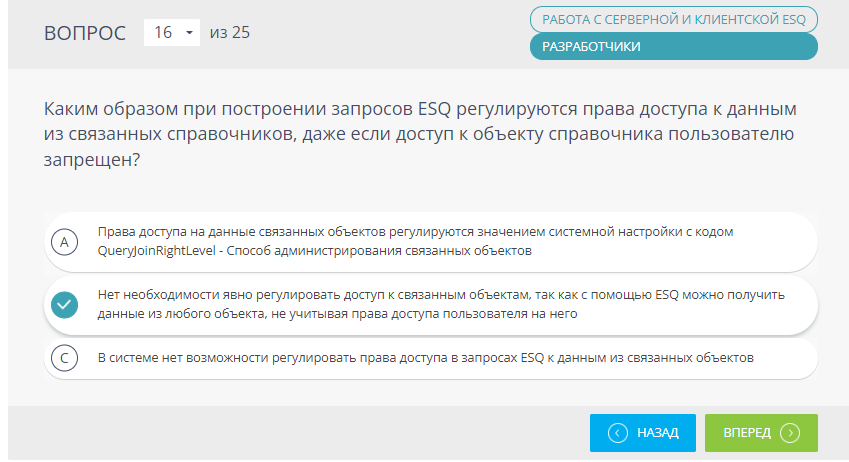 ВОПРОС 16 из 25
РАБОТА С СЕРВЕРНОЙ И КЛИЕНТСКОЙ ESQ
РАЗРАБОТЧИКИ
Каким образом при построении запросов ESQ регулируются права доступа к данным
из связанных справочников, даже если доступ к объекту справочника пользователю
запрещен?
A
Права доступа на данные связанных объектов регулируются значением системной настройки с кодом
QueryJoinRightLevel - Способ администрирования связанных объектов
Нет необходимости явно регулировать доступ к связанным объектам, так как с помощью ESQ можно получить
данные из любого объекта, не учитывая права доступа пользователя на него
C
В системе нет возможности регулировать права доступа в запросах ESQ к данным из связанных объектов
НАЗАД
ВПЕРЕД